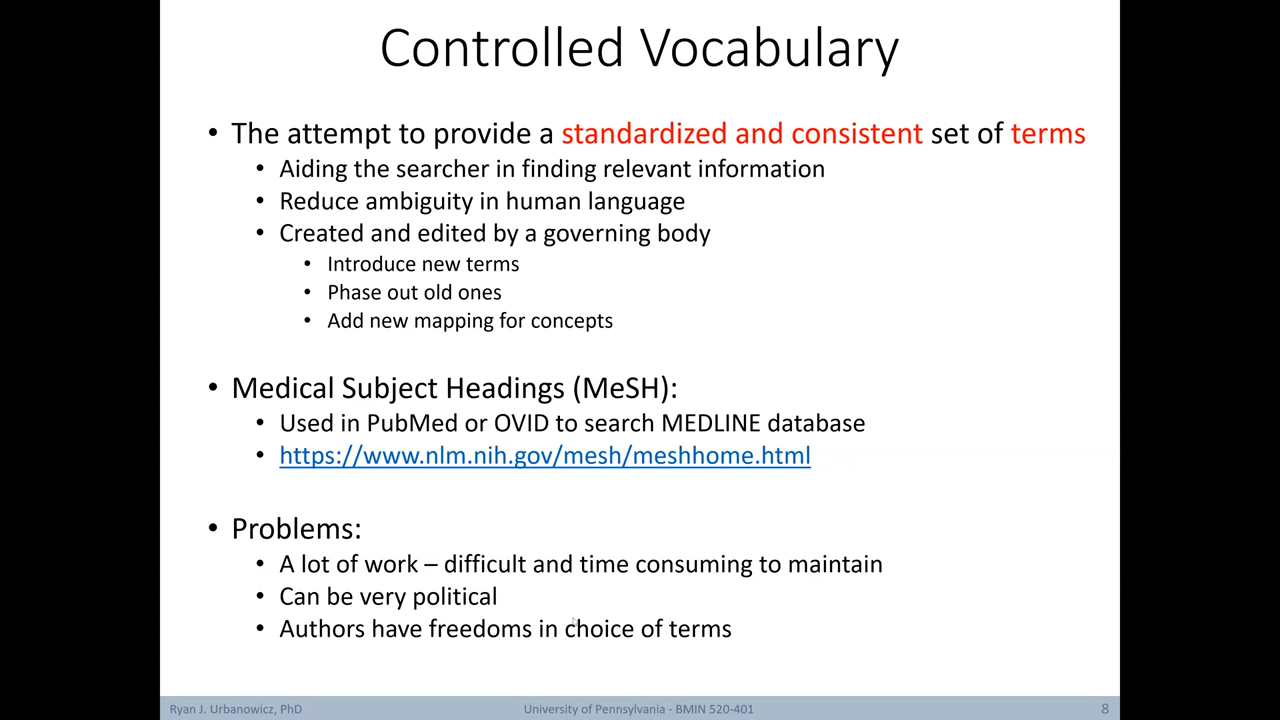 Controlled Vocabulary
• The attempt to provide a standardized and consistent set of terms
• Aiding the searcher in finding relevant information
• Reduce ambiguity in human language
• Created and edited by a governing body
• Introduce new terms
• Phase out old ones
• Add new mapping for concepts
• Medical Subject Headings (MeSH):
• Used in PubMed or OVID to search MEDLINE database
• https://www.nlm.nih.gov/mesh/meshhome.html
• Problems:
• A lot of work – difficult and time consuming to maintain
• Can be very political
• Authors have freedoms in choice of terms
Ryan J. Urbanowicz, PhD
University of Pennsylvania - BMIN 520-401
8